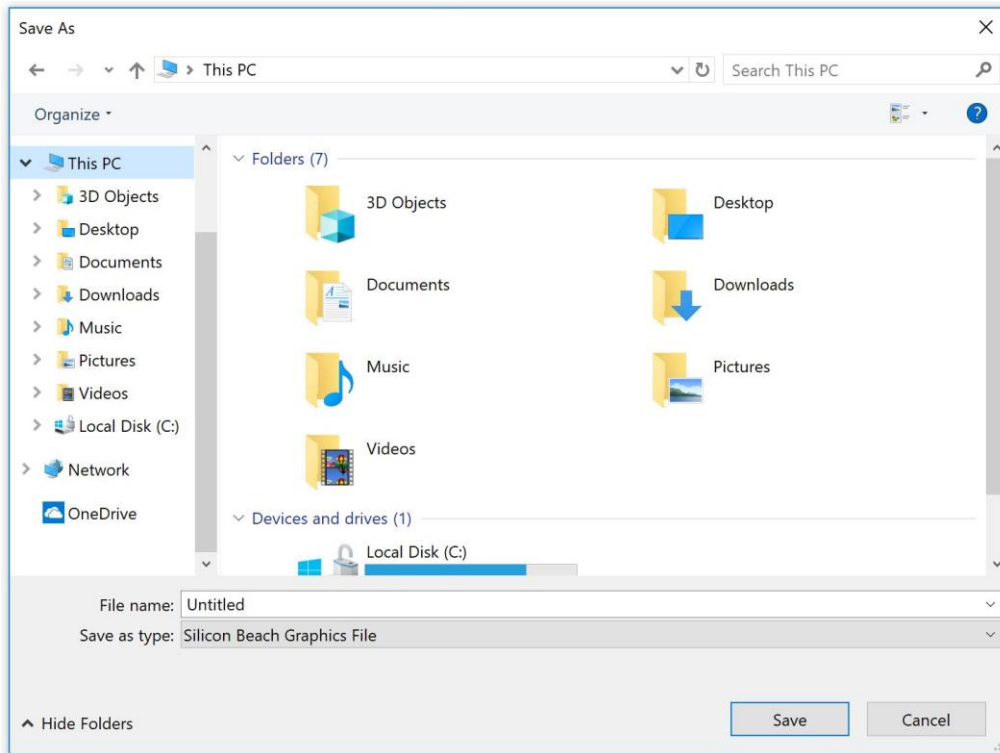 Save As
This PC
Search This PC
Organize
This PC
3D Objects
Desktop
Documents
Downloads
Music
Pictures
Videos
Local Disk (C:)
Network
OneDrive
Folders (7)
3D Objects
Desktop
Documents
Downloads
Music
Pictures
Videos
Devices and drives (1)
Local Disk (C:)
File name: Untitled
Save as type: Silicon Beach Graphics File
Hide Folders
Save
Cancel